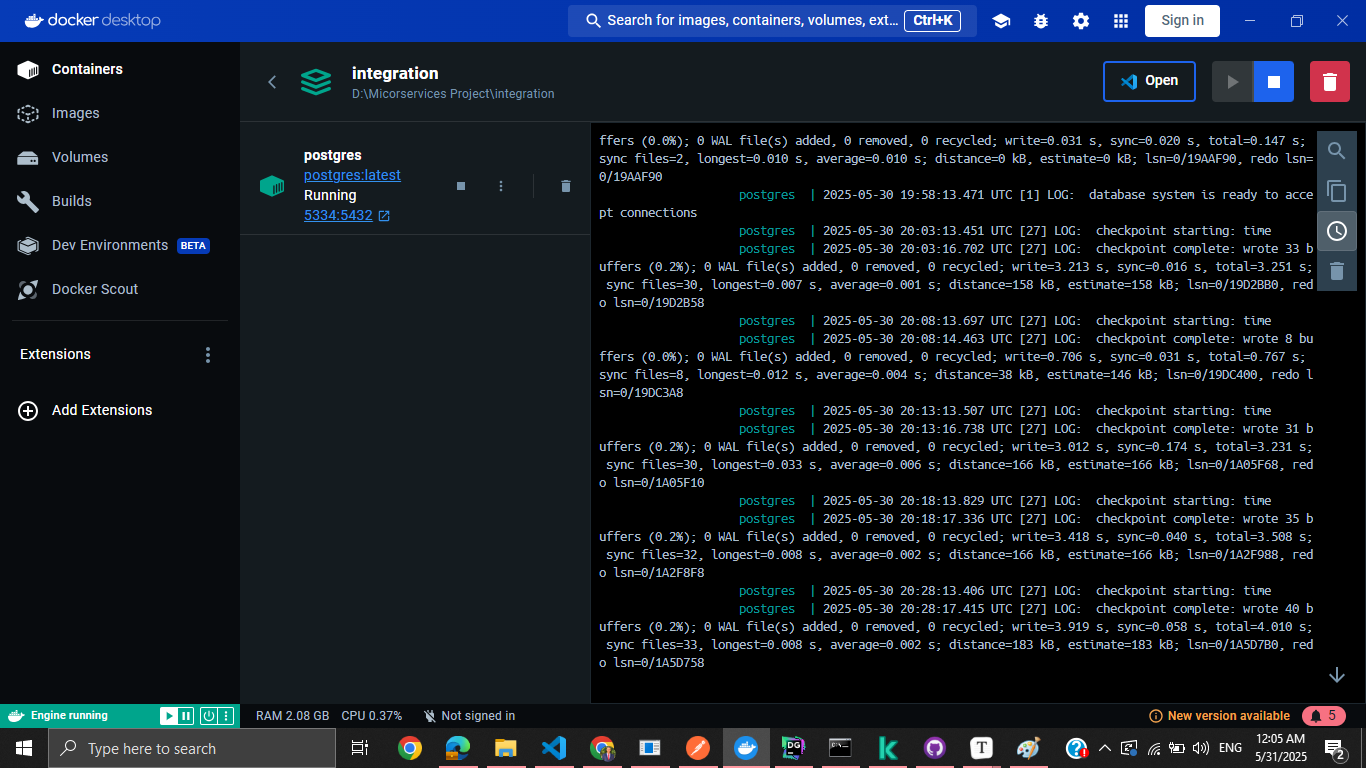 docker desktop
Search for images, containers, volumes, ext...
Ctrl+K
Sign in
Containers
Images
Volumes
Builds
Dev Environments
BETA
Docker Scout
Extensions
Add Extensions
integration
D:\Micorservices Project\integration
Open
postgres
postgres:latest
Running
5334:5432
ffers (0.0%); 0 WAL file(s) added, 0 removed, 0 recycled; write=0.031 s, sync=0.020 s, total=0.147 s;
sync files=2, longest=0.010 s, average=0.010 s; distance=0 kB, estimate=0 kB; lsn=0/19AAF90, redo lsn=
0/19AAF90
postgres | 2025-05-30 19:58:13.471 UTC [1] LOG: database system is ready to acce
pt connections
postgres | 2025-05-30 20:03:13.451 UTC [27] LOG: checkpoint starting: time
postgres | 2025-05-30 20:03:16.702 UTC [27] LOG: checkpoint complete: wrote 33 b
uffers (0.2%); 0 WAL file(s) added, 0 removed, 0 recycled; write=3.213 s, sync=0.016 s, total=3.251 s;
sync files=30, longest=0.007 s, average=0.001 s; distance=158 kB, estimate=158 kB; lsn=0/19D2BB0, red
o lsn=0/19D2B58
postgres | 2025-05-30 20:08:13.697 UTC [27] LOG: checkpoint starting: time
postgres | 2025-05-30 20:08:14.463 UTC [27] LOG: checkpoint complete: wrote 8 bu
ffers (0.0%); 0 WAL file(s) added, 0 removed, 0 recycled; write=0.706 s, sync=0.031 s, total=0.767 s;
sync files=8, longest=0.012 s, average=0.004 s; distance=38 kB, estimate=146 kB; lsn=0/19DC400, redo l
sn=0/19DC3A8
postgres | 2025-05-30 20:13:13.507 UTC [27] LOG: checkpoint starting: time
postgres | 2025-05-30 20:13:16.738 UTC [27] LOG: checkpoint complete: wrote 31 b
uffers (0.2%); 0 WAL file(s) added, 0 removed, 0 recycled; write=3.012 s, sync=0.174 s, total=3.231 s;
sync files=30, longest=0.033 s, average=0.006 s; distance=166 kB, estimate=166 kB; lsn=0/1A05F68, red
o lsn=0/1A05F10
postgres | 2025-05-30 20:18:13.829 UTC [27] LOG: checkpoint starting: time
postgres | 2025-05-30 20:18:17.336 UTC [27] LOG: checkpoint complete: wrote 35 b
uffers (0.2%); 0 WAL file(s) added, 0 removed, 0 recycled; write=3.418 s, sync=0.040 s, total=3.508 s;
sync files=32, longest=0.008 s, average=0.002 s; distance=166 kB, estimate=166 kB; lsn=0/1A2F988, red
o lsn=0/1A2F8F8
postgres | 2025-05-30 20:28:13.406 UTC [27] LOG: checkpoint starting: time
postgres | 2025-05-30 20:28:17.415 UTC [27] LOG: checkpoint complete: wrote 40 b
uffers (0.2%); 0 WAL file(s) added, 0 removed, 0 recycled; write=3.919 s, sync=0.058 s, total=4.010 s;
sync files=33, longest=0.008 s, average=0.002 s; distance=183 kB, estimate=183 kB; lsn=0/1A5D7B0, red
o lsn=0/1A5D758
Engine running
RAM 2.08 GB CPU 0.37%
Not signed in
New version available
5
Type here to search
DG
T
ENG
12:05 AM
5/31/2025
2